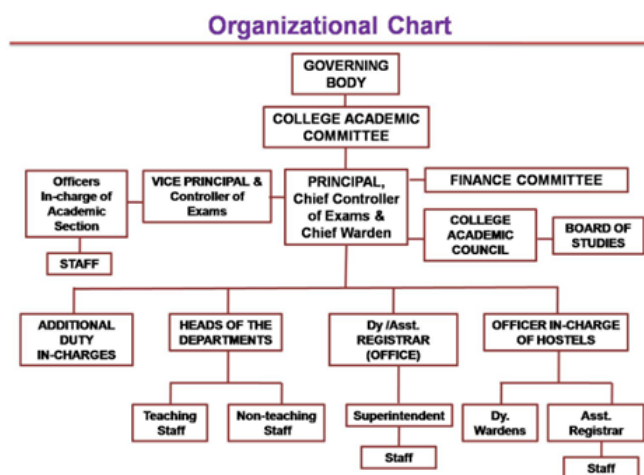 Organizational Chart
GOVERNING
BODY
COLLEGE ACADEMIC
COMMITTEE
Officers
In-charge of
Academic
Section
VICE PRINCIPAL &
Controller of
Exams
PRINCIPAL,
Chief Controller
of Exams &
Chief Warden
FINANCE COMMITTEE
COLLEGE
ACADEMIC
COUNCIL
BOARD OF
STUDIES
STAFF
ADDITIONAL
DUTY
IN-CHARGES
HEADS OF THE
DEPARTMENTS
Dy /Asst.
REGISTRAR
(OFFICE)
OFFICER IN-CHARGE
OF HOSTELS
Teaching
Staff
Non-teaching
Staff
Superintendent
Dy.
Wardens
Asst.
Registrar
Staff
Staff